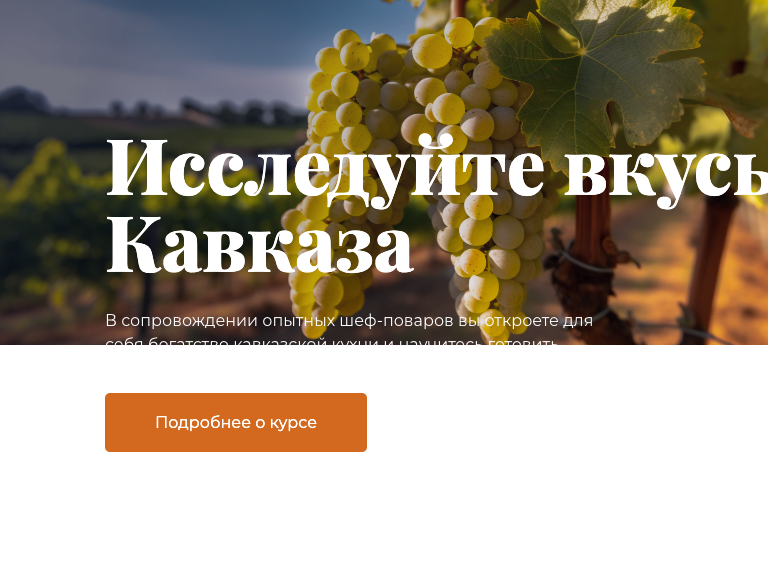 Исследуйте вкусы
Кавказа
В сопровождении опытных шеф-поваров вы откроете для
себя богатство кавказской кухни и научитесь готовить
Подробнее о курсе